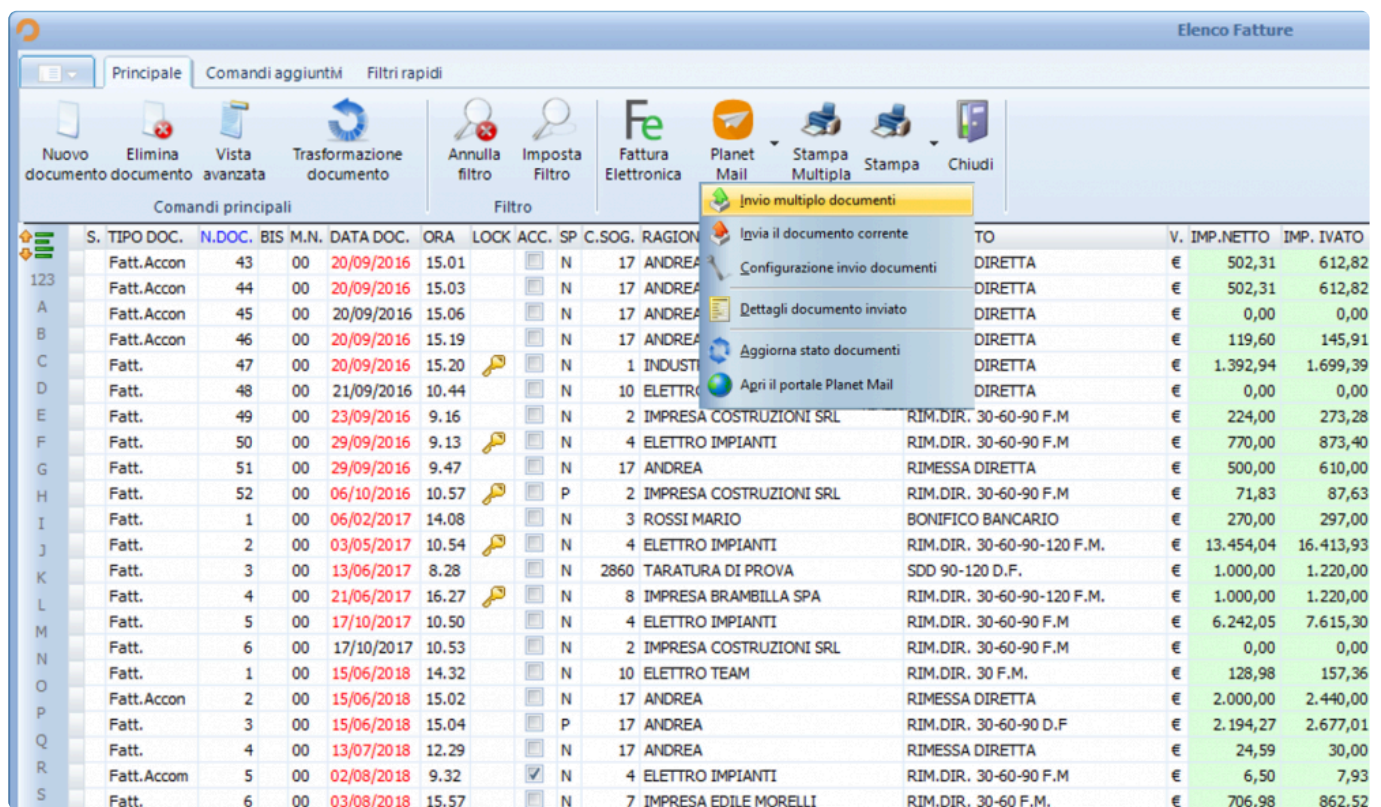 Elenco Fatture
Principale Comandi aggiuntivi Filtri rapidi
Nuovo documento Elimina documento Vista avanzata Trasformazione documento Annulla filtro Imposta Filtro Fe Fattura Elettronica Planet Mail Stampa Multipla Stampa Chiudi
Comandi principali Filtro
Invio multiplo documenti
Invia il documento corrente
Configurazione invio documenti
Dettagli documento inviato
Aggiorna stato documenti
Apri il portale Planet Mail
S. TIPO DOC. N.DOC. BIS M.N. DATA DOC. ORA LOCK ACC. SP C.SOG. RAGION TO V. IMP.NETTO IMP. IVATO
Fatt.Accon 43 00 20/09/2016 15.01 N 17 ANDREA DIRETTA € 502,31 612,82
123 Fatt.Accon 44 00 20/09/2016 15.03 N 17 ANDREA DIRETTA € 502,31 612,82
A Fatt.Accon 45 00 20/09/2016 15.06 N 17 ANDREA DIRETTA € 0,00 0,00
B Fatt.Accon 46 00 20/09/2016 15.19 N 17 ANDREA DIRETTA € 119,60 145,91
C Fatt. 47 00 20/09/2016 15.20 N 1 INDUST DIRETTA € 1.392,94 1.699,39
D Fatt. 48 00 21/09/2016 10.44 N 10 ELETTRO DIRETTA € 0,00 0,00
E Fatt. 49 00 23/09/2016 9.16 N 2 IMPRESA COSTRUZIONI SRL RIM.DIR. 30-60-90 F.M € 224,00 273,28
F Fatt. 50 00 29/09/2016 9.13 N 4 ELETTRO IMPIANTI RIM.DIR. 30-60-90 F.M € 770,00 873,40
G Fatt. 51 00 29/09/2016 9.47 N 17 ANDREA RIMESSA DIRETTA € 500,00 610,00
H Fatt. 52 00 06/10/2016 10.57 P 2 IMPRESA COSTRUZIONI SRL RIM.DIR. 30-60-90 F.M € 71,83 87,63
I Fatt. 1 00 06/02/2017 14.08 N 3 ROSSI MARIO BONIFICO BANCARIO € 270,00 297,00
J Fatt. 2 00 03/05/2017 10.54 N 4 ELETTRO IMPIANTI RIM.DIR. 30-60-90-120 F.M. € 13.454,04 16.413,93
K Fatt. 3 00 13/06/2017 8.28 N 2860 TARATURA DI PROVA SDD 90-120 D.F. € 1.000,00 1.220,00
L Fatt. 4 00 21/06/2017 16.27 N 8 IMPRESA BRAMBILLA SPA RIM.DIR. 30-60-90-120 F.M. € 1.000,00 1.220,00
M Fatt. 5 00 17/10/2017 10.50 N 4 ELETTRO IMPIANTI RIM.DIR. 30-60-90 F.M € 6.242,05 7.615,30
N Fatt. 6 00 17/10/2017 10.53 N 2 IMPRESA COSTRUZIONI SRL RIM.DIR. 30-60-90 F.M € 0,00 0,00
O Fatt. 1 00 15/06/2018 14.32 N 10 ELETTRO TEAM RIM.DIR. 30 F.M. € 128,98 157,36
P Fatt.Accon 2 00 15/06/2018 15.02 N 17 ANDREA RIMESSA DIRETTA € 2.000,00 2.440,00
Q Fatt. 3 00 15/06/2018 15.04 P 17 ANDREA RIM.DIR. 30-60-90 D.F € 2.194,27 2.677,01
R Fatt. 4 00 13/07/2018 12.29 N 17 ANDREA RIMESSA DIRETTA € 24,59 30,00
S Fatt.Accom 5 00 02/08/2018 9.32 N 4 ELETTRO IMPIANTI RIM.DIR. 30-60-90 F.M € 6,50 7,93
Fatt. 6 00 03/08/2018 15.57 N 7 IMPRESA EDILE MORELLI RIM.DIR. 30-60 F.M. € 706,98 862,52